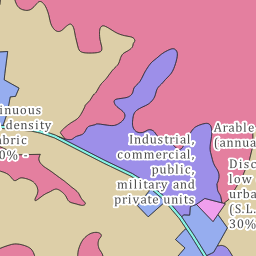 inuous
-density
bric
0% -
Industrial,
commercial,
public,
military and
private units
Arable
(annua
Disc
low
urba
(S.L.
30%